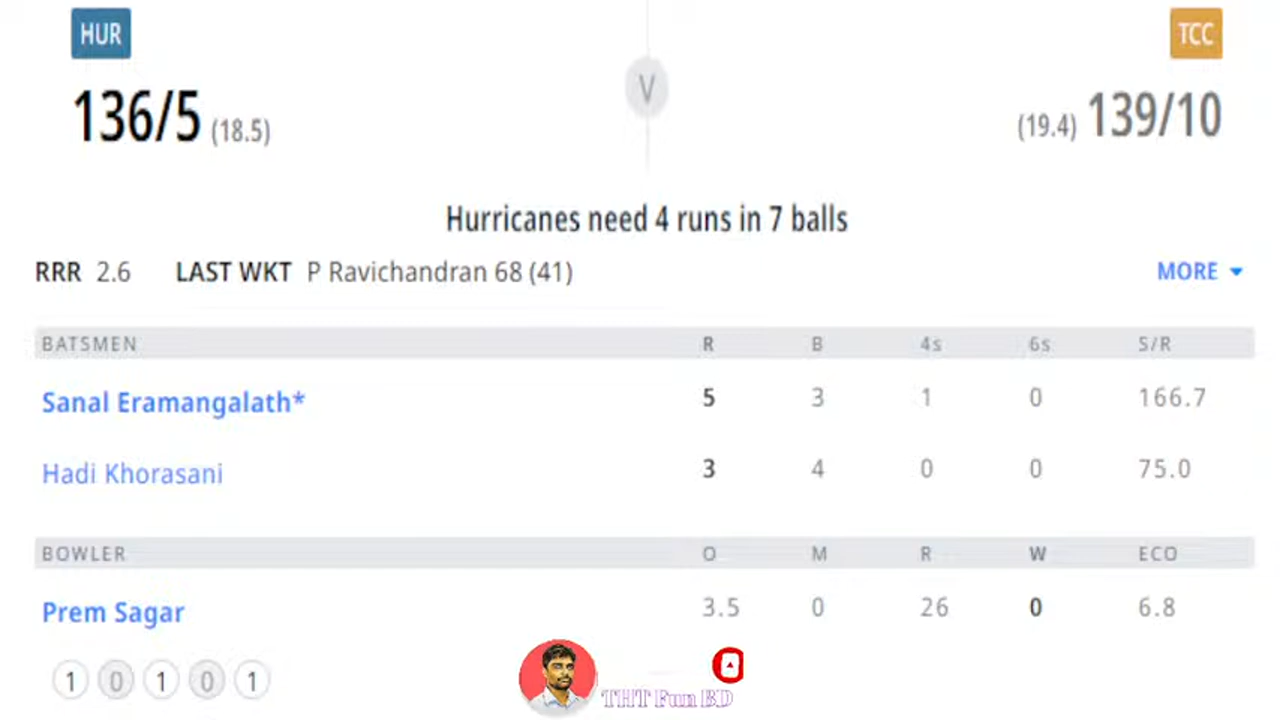 HUR
TCC
V
136/5 (18.5)
(19.4) 139/10
Hurricanes need 4 runs in 7 balls
RRR 2.6 LAST WKT P Ravichandran 68 (41)
MORE
BATSMEN R B 4s 6s S/R
Sanal Eramangalath* 5 3 1 0 166.7
Hadi Khorasani 3 4 0 0 75.0
BOWLER O M R W ECO
Prem Sagar 3.5 0 26 0 6.8
1 0 1 0 1
THT Fun BD